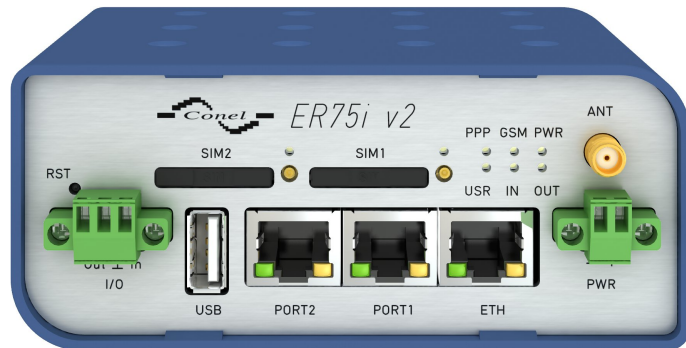 Conel ER75i v2
ANT
PPP GSM PWR
SIM2
SIM1
RST
USR IN OUT
Out ⊥ In
I/O
PWR
USB
PORT2
PORT1
ETH